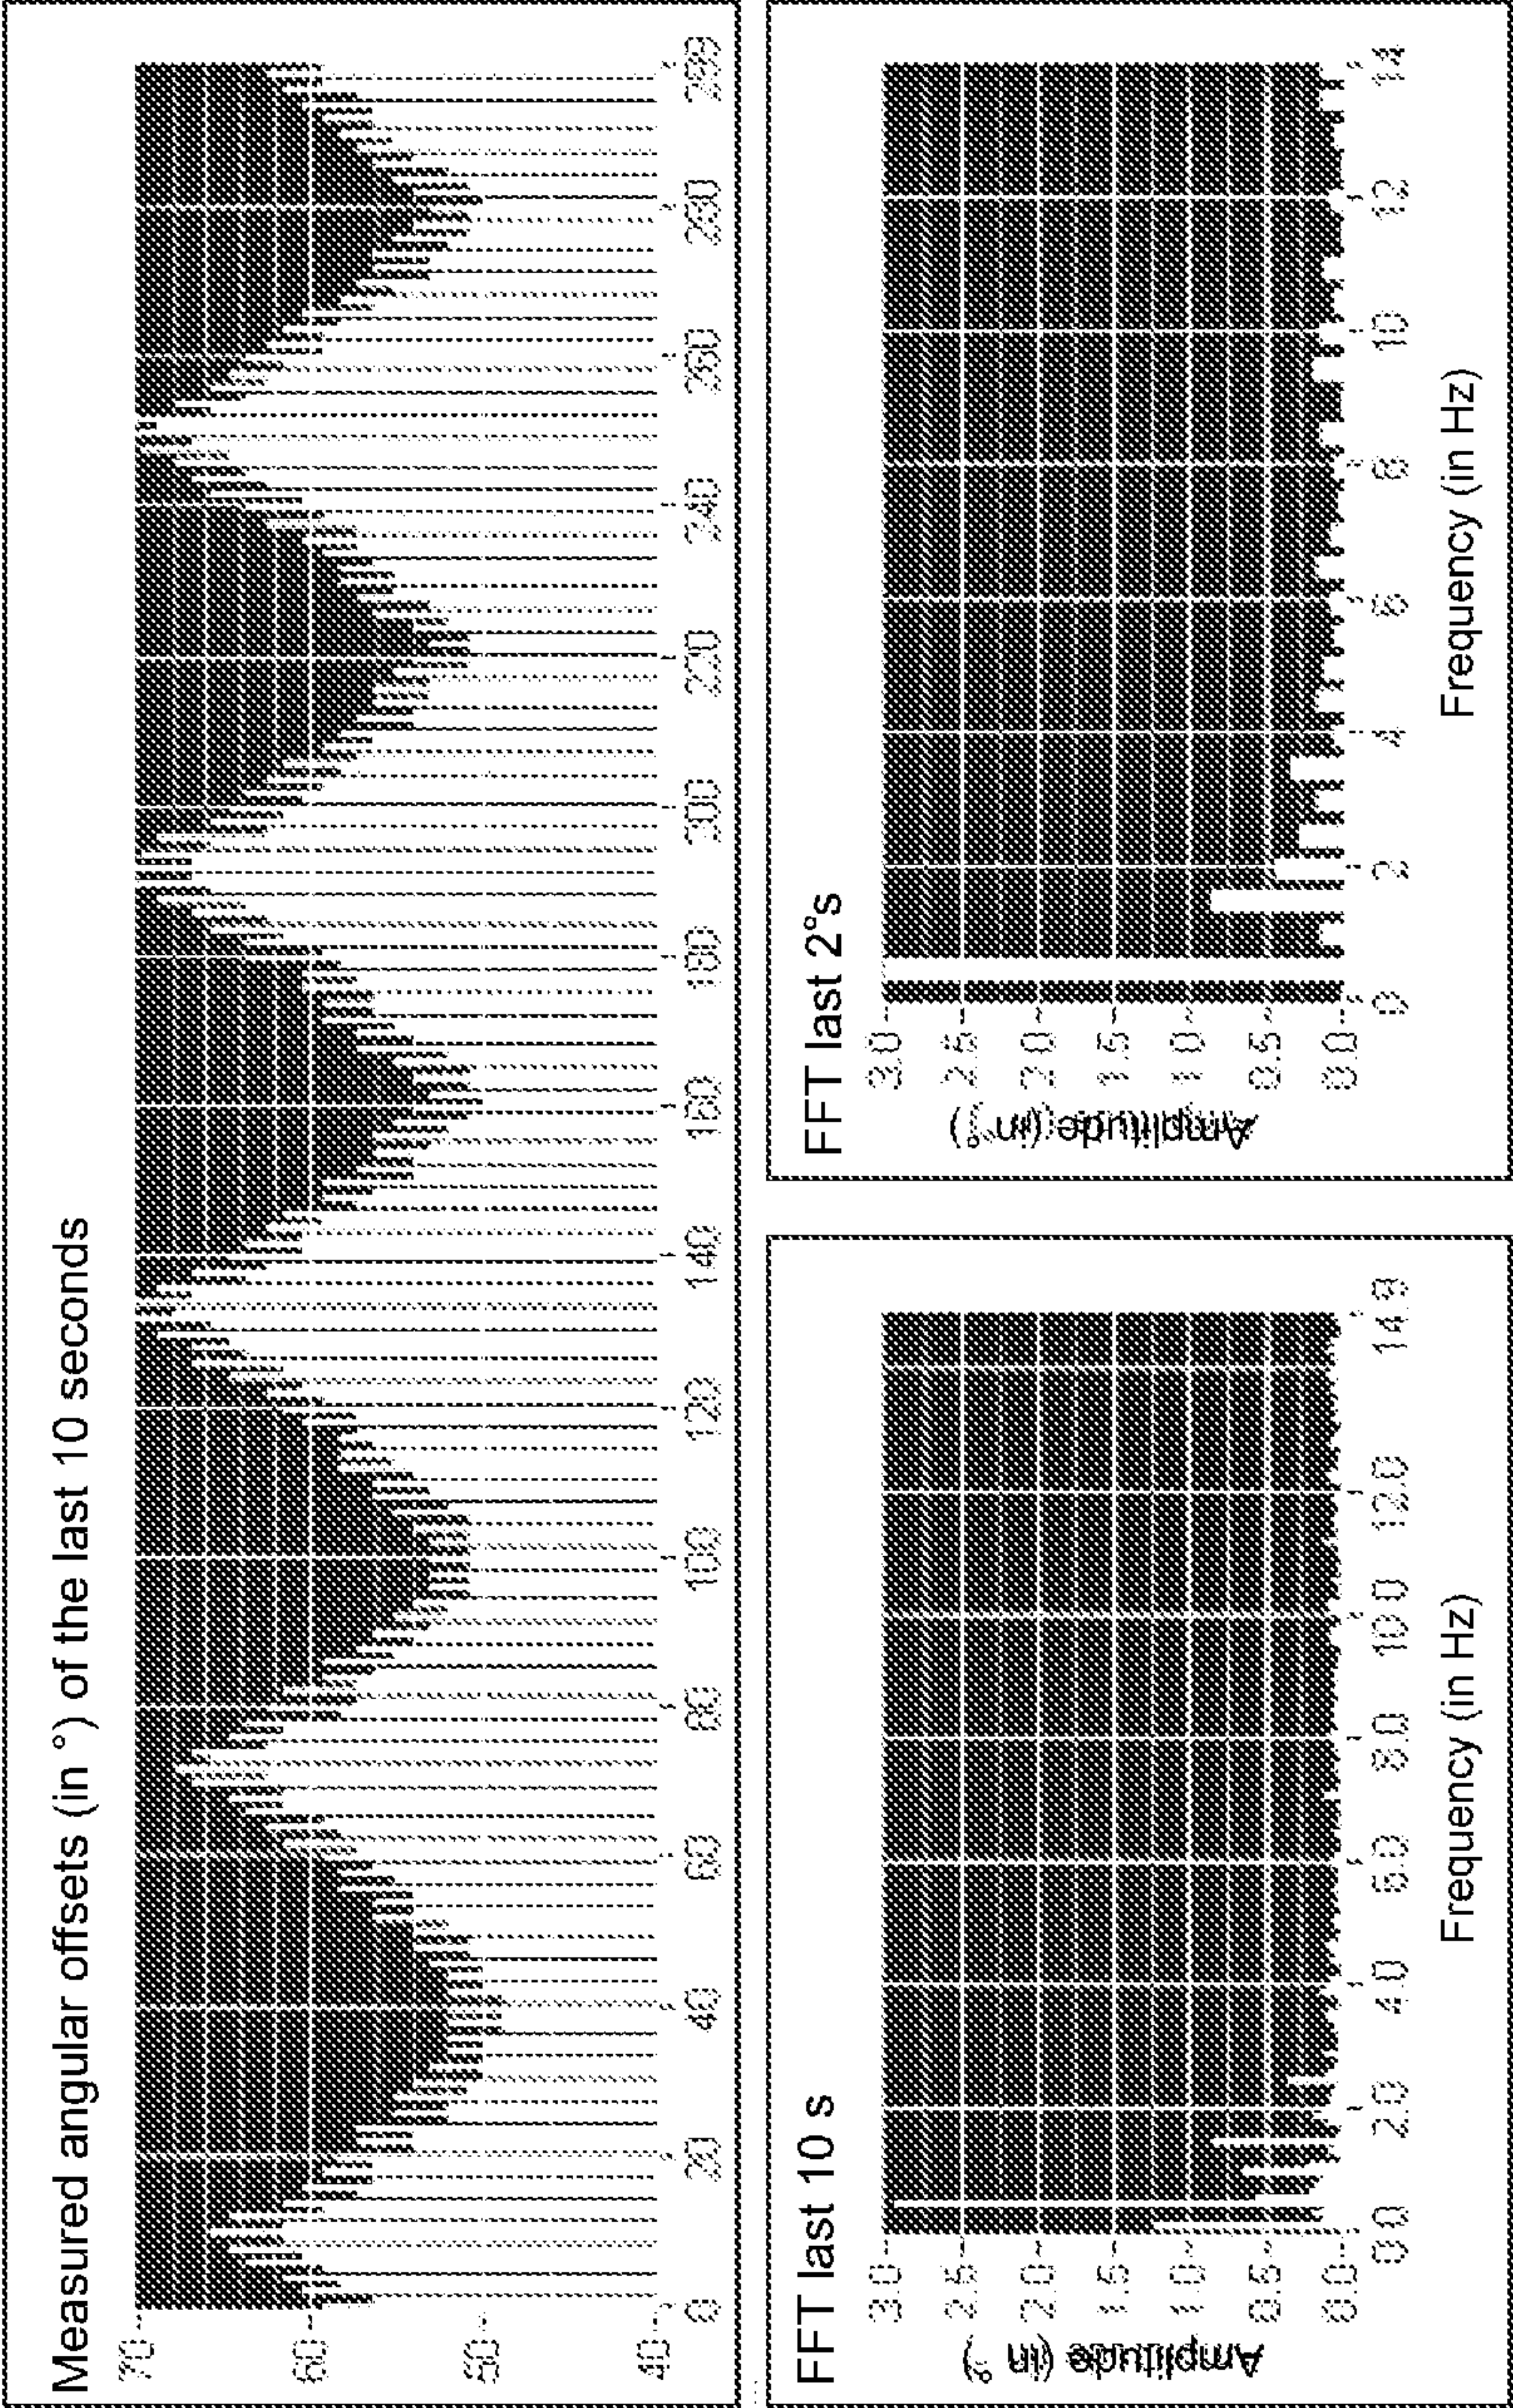 Measured angular offsets (in °) of the last 10 seconds
70
60
50
40
0 20 40 60 80 100 120 140 160 180 200 220 240 260 280 299
FFT last 10 s
Amplitude (in °)
3.0
2.5
2.0
1.5
1.0
0.5
0.0
0.0 2.0 4.0 6.0 8.0 10.0 12.0 14.9
Frequency (in Hz)
FFT last 2°s
Amplitude (in °)
3.0
2.5
2.0
1.5
1.0
0.5
0.0
0 2 4 6 8 10 12 14
Frequency (in Hz)